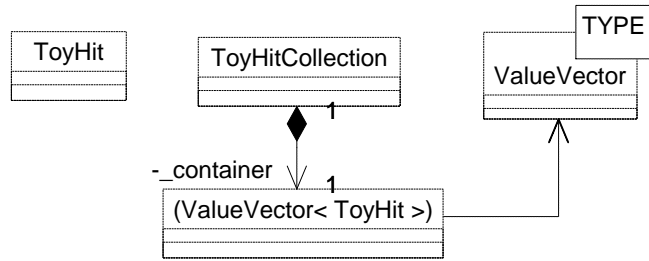 TYPE
ToyHit
ToyHitCollection
ValueVector
1
-_container
1
(ValueVector< ToyHit >)